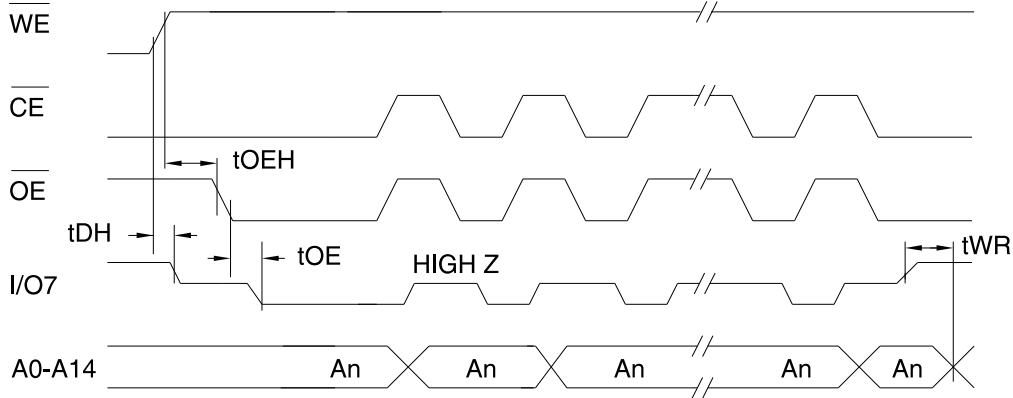 WE
CE
tOEH
OE
tDH
tOE
HIGH Z
tWR
I/O7
A0-A14 An An An An An